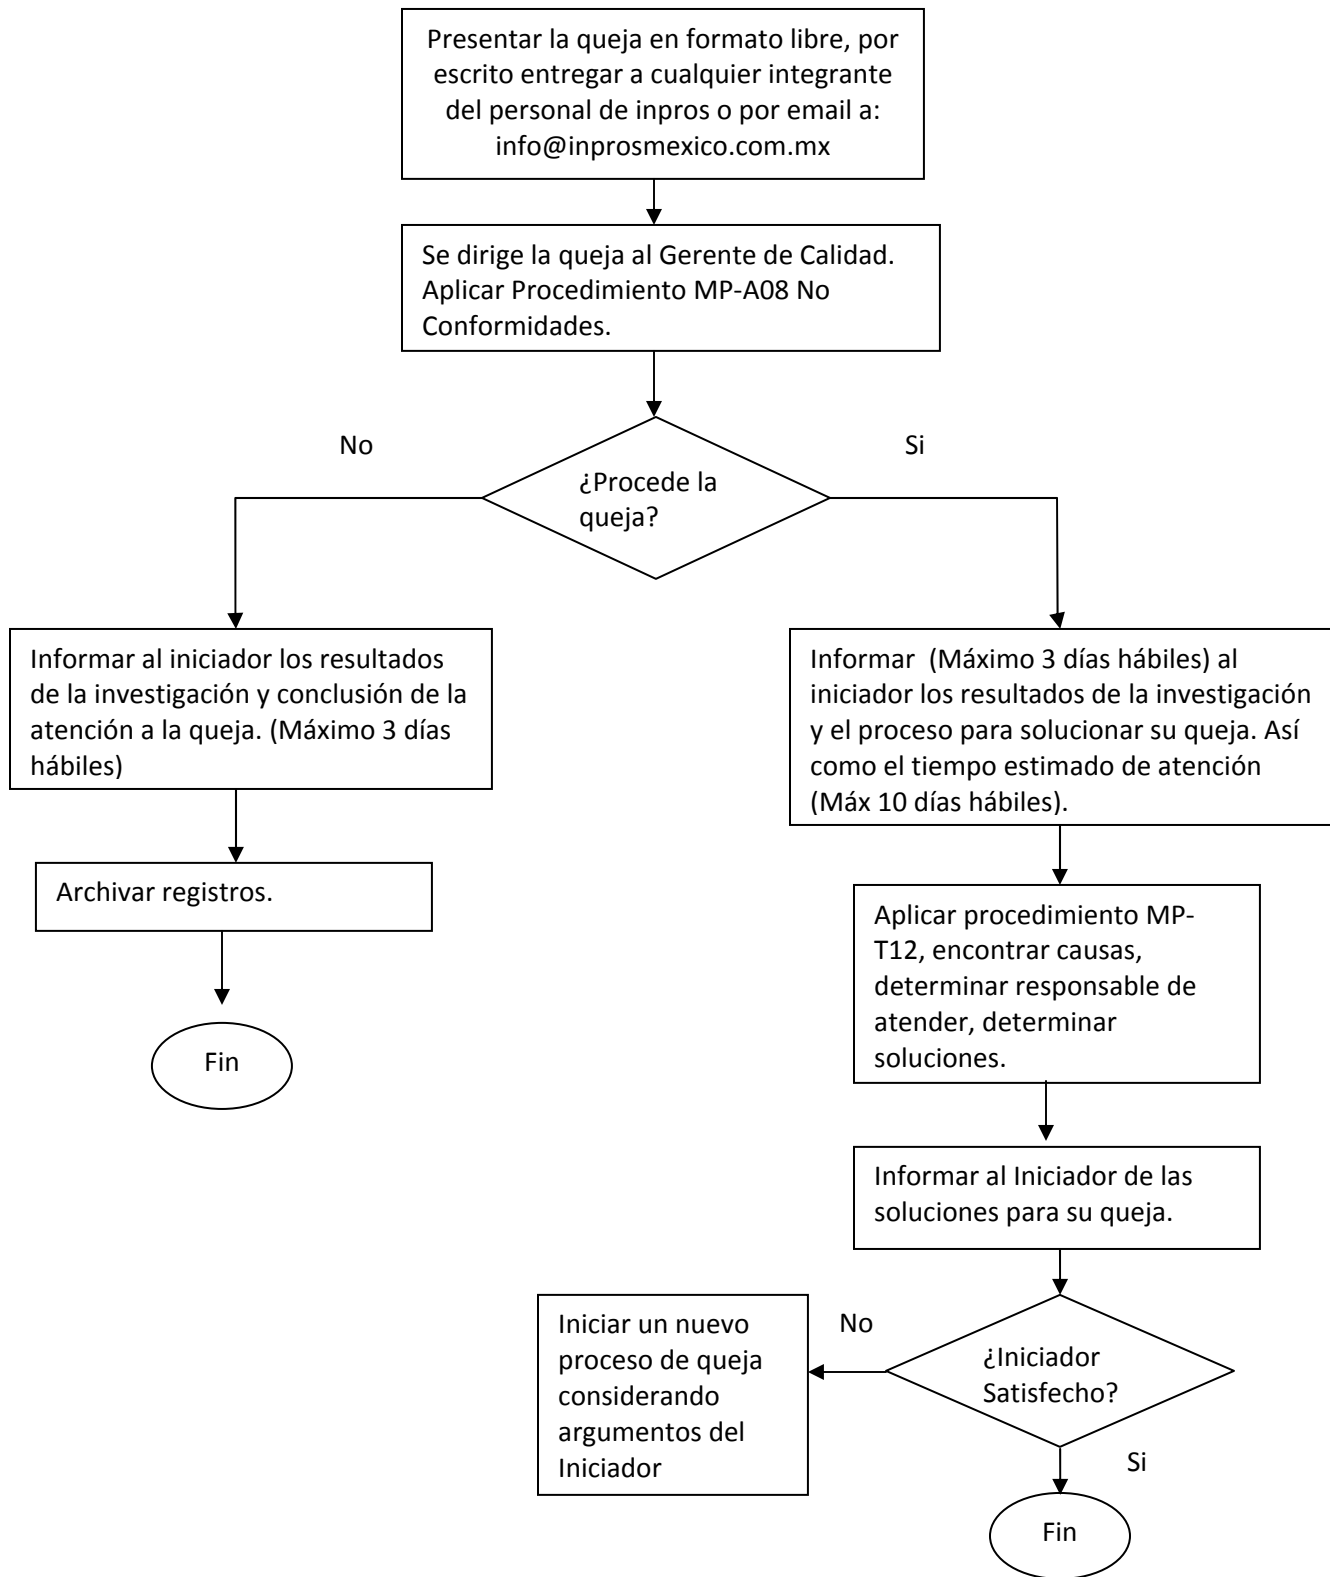 Presentar la queja en formato libre, por
escrito entregar a cualquier integrante
del personal de inpros o por email a:
info@inprosmexico.com.mx
Se dirige la queja al Gerente de Calidad.
Aplicar Procedimiento MP-A08 No
Conformidades.
No
Si
¿Procede la
queja?
Informar al iniciador los resultados
de la investigación y conclusión de la
atención a la queja. (Máximo 3 días
hábiles)
Archivar registros.
Fin
Informar  (Máximo 3 días hábiles) al
iniciador los resultados de la investigación
y el proceso para solucionar su queja. Así
como el tiempo estimado de atención
(Máx 10 días hábiles).
Aplicar procedimiento MP-
T12, encontrar causas,
determinar responsable de
atender, determinar
soluciones.
Informar al Iniciador de las
soluciones para su queja.
¿Iniciador
Satisfecho?
No
Iniciar un nuevo
proceso de queja
considerando
argumentos del
Iniciador
Si
Fin